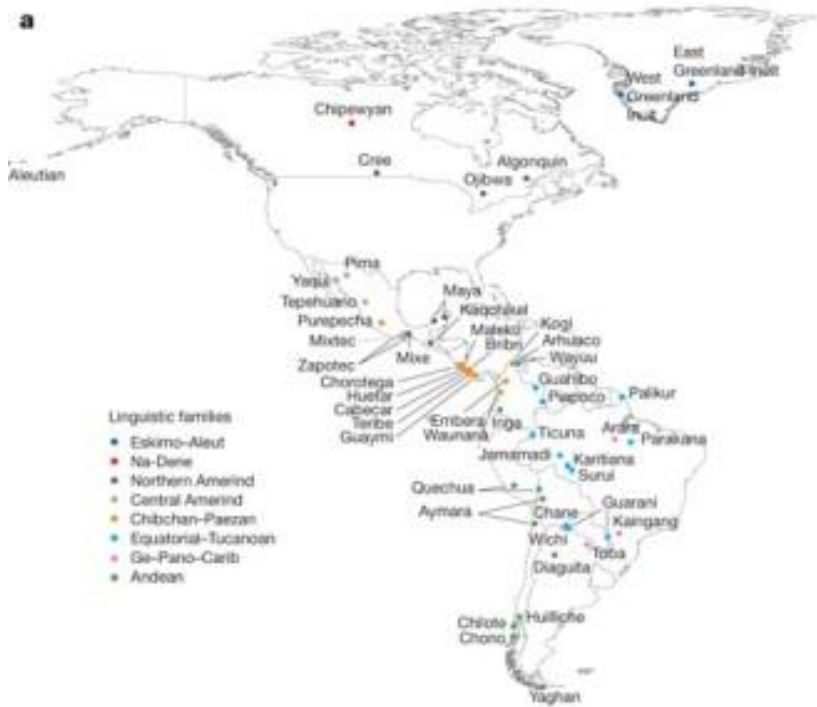 a
East
Greenland Inuit
West
Greenland
Inuit
Chipewyan
Aleutian
Cree
Algonquin
Ojibwa
Pima
Yaqui
Tepehuano
Purepecha
Mixtec
Zapotec
Mixe
Maya
Kaqchikel
Maleku
Bribri
Kogi
Arhuaco
Wayuu
Chorotega
Huetar
Cabecar
Teribe
Guaymi
Guahibo
Piapoco
Palikur
Embera
Waunana
Inga
Ticuna
Arara
Parakana
Jamamadi
Karitiana
Surui
Quechua
Aymara
Chane
Guarani
Kaingang
Wichi
Toba
Diaguita
Chilote
Huilliche
Chono
Yaghan
Linguistic families
Eskimo–Aleut
Na-Dene
Northern Amerind
Central Amerind
Chibchan–Paezan
Equatorial–Tucanoan
Ge–Pano–Carib
Andean